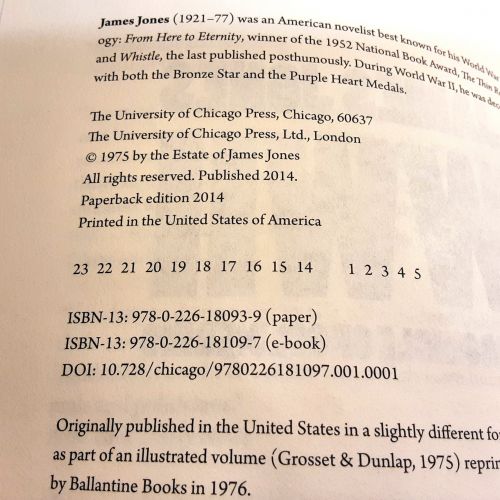 James Jones (1921–77) was an American novelist best known for his World War
ogy: From Here to Eternity, winner of the 1952 National Book Award, The Thin
and Whistle, the last published posthumously. During World War II, he was
with both the Bronze Star and the Purple Heart Medals.
The University of Chicago Press, Chicago, 60637
The University of Chicago Press, Ltd., London
© 1975 by the Estate of James Jones
All rights reserved. Published 2014.
Paperback edition 2014
Printed in the United States of America
23 22 21 20 19 18 17 16 15 14 1 2 3 4 5
ISBN-13: 978-0-226-18093-9 (paper)
ISBN-13: 978-0-226-18109-7 (e-book)
DOI: 10.728/chicago/9780226181097.001.0001
Originally published in the United States in a slightly different
as part of an illustrated volume (Grosset & Dunlap, 1975)
by Ballantine Books in 1976.